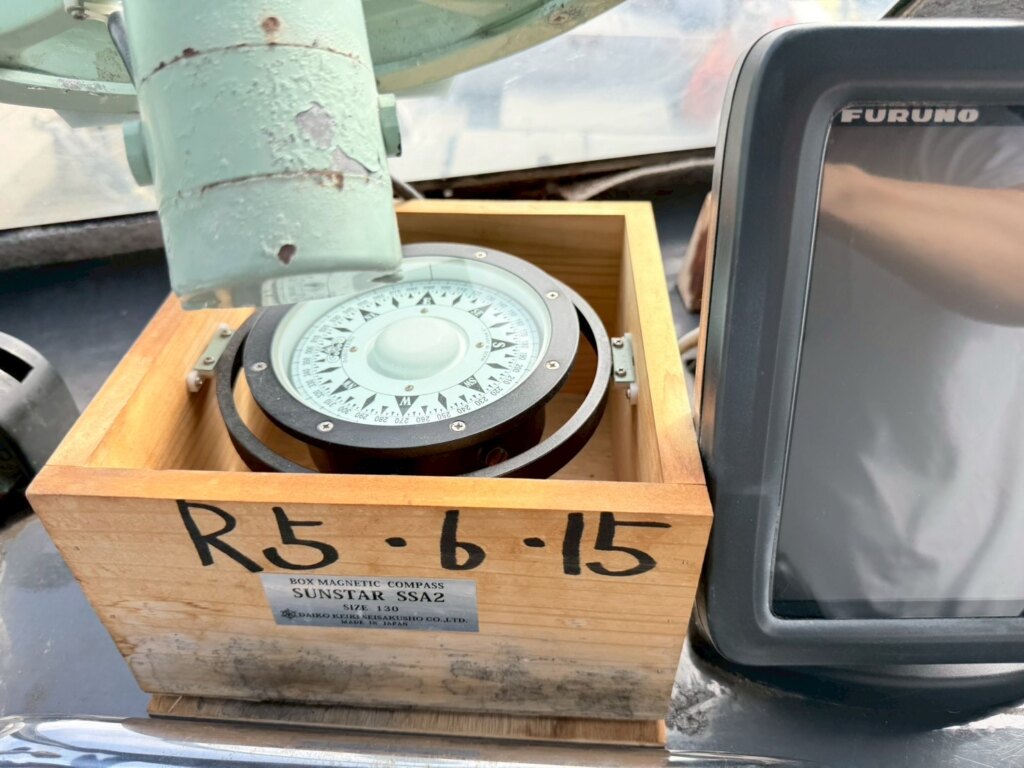 FURUNO
E
S
SW
W
R5.6.15
BOX MAGNETIC COMPASS
SUNSTAR SSA2
SIZE 130
DAIKO KEIKI SEISAKUSHO CO.,LTD.
MADE IN JAPAN